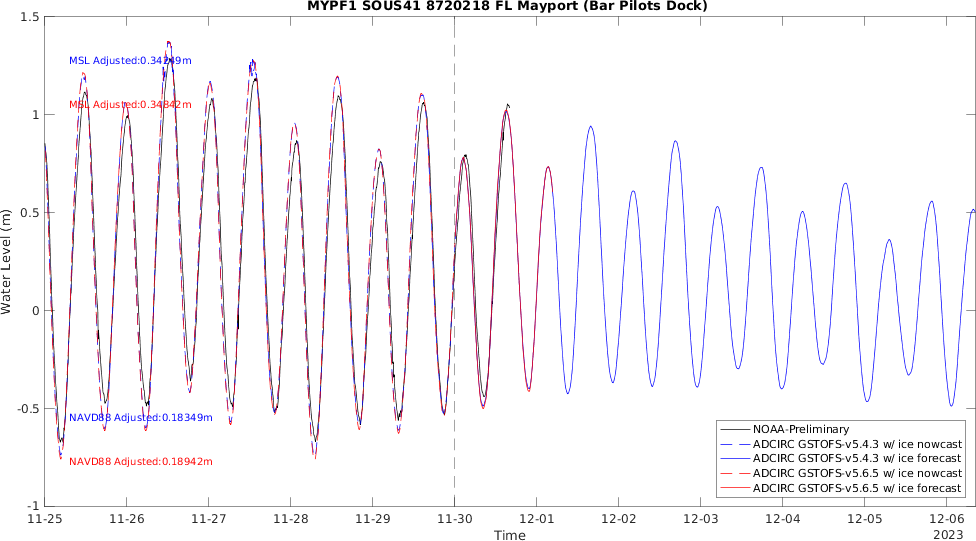 MYPF1 SOUS41 8720218 FL Mayport (Bar Pilots Dock)
1.5
1
0.5
0
-0.5
-1
Water Level (m)
MSL Adjusted:0.34249m
MSL Adjusted:0.34842m
NAVD88 Adjusted:0.18349m
NAVD88 Adjusted:0.18942m
NOAA-Preliminary
ADCIRC GSTOFS-v5.4.3 w/ ice nowcast
ADCIRC GSTOFS-v5.4.3 w/ ice forecast
ADCIRC GSTOFS-v5.6.5 w/ ice nowcast
ADCIRC GSTOFS-v5.6.5 w/ ice forecast
11-25 11-26 11-27 11-28 11-29 11-30 12-01 12-02 12-03 12-04 12-05 12-06
2023
Time